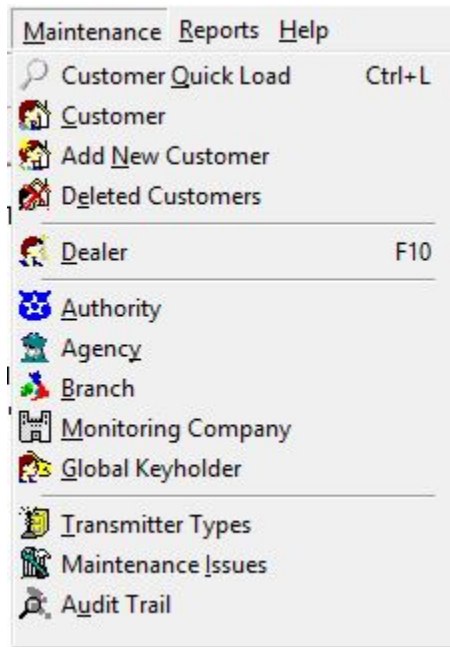 Maintenance Reports Help
Customer Quick Load Ctrl+L
Customer
Add New Customer
Deleted Customers
Dealer F10
Authority
Agency
Branch
Monitoring Company
Global Keyholder
Transmitter Types
Maintenance Issues
Audit Trail